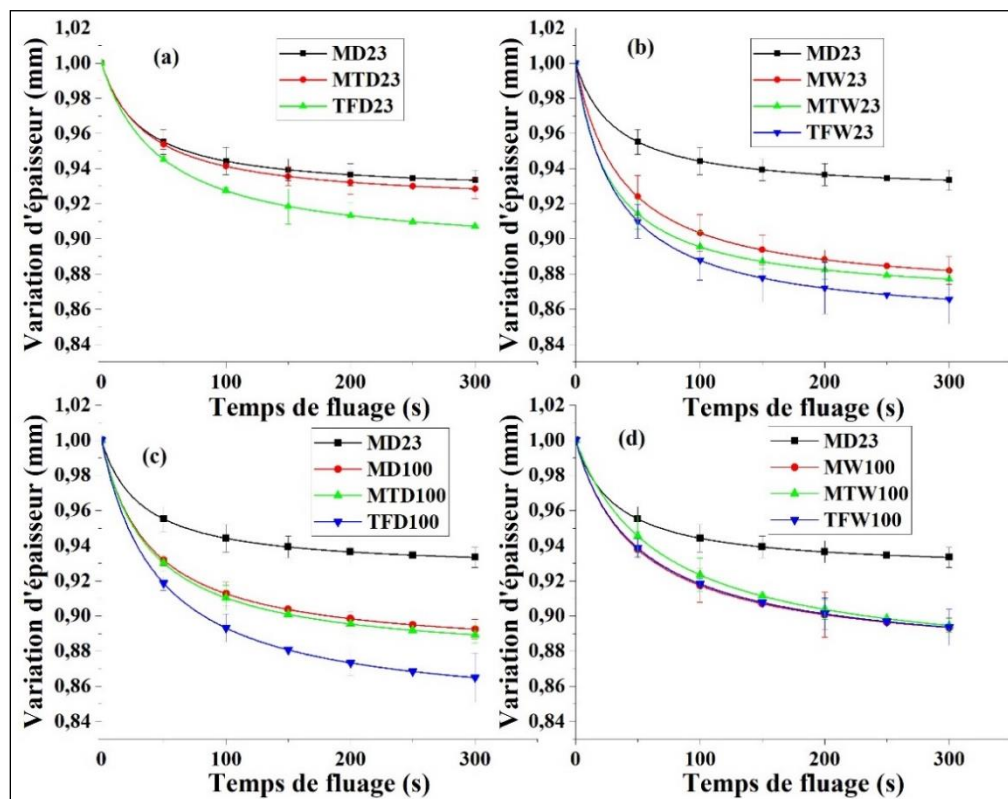 (a)
MD23
MTD23
TFD23
Variation d'épaisseur (mm)
1,02
1,00
0,98
0,96
0,94
0,92
0,90
0,88
0,86
0,84
0
100
200
300
Temps de fluage (s)
(b)
MD23
MW23
MTW23
TFW23
Variation d'épaisseur (mm)
1,02
1,00
0,98
0,96
0,94
0,92
0,90
0,88
0,86
0,84
0
100
200
300
Temps de fluage (s)
(c)
MD23
MD100
MTD100
TFD100
Variation d'épaisseur (mm)
1,02
1,00
0,98
0,96
0,94
0,92
0,90
0,88
0,86
0,84
0
100
200
300
Temps de fluage (s)
(d)
MD23
MW100
MTW100
TFW100
Variation d'épaisseur (mm)
1,02
1,00
0,98
0,96
0,94
0,92
0,90
0,88
0,86
0,84
0
100
200
300
Temps de fluage (s)